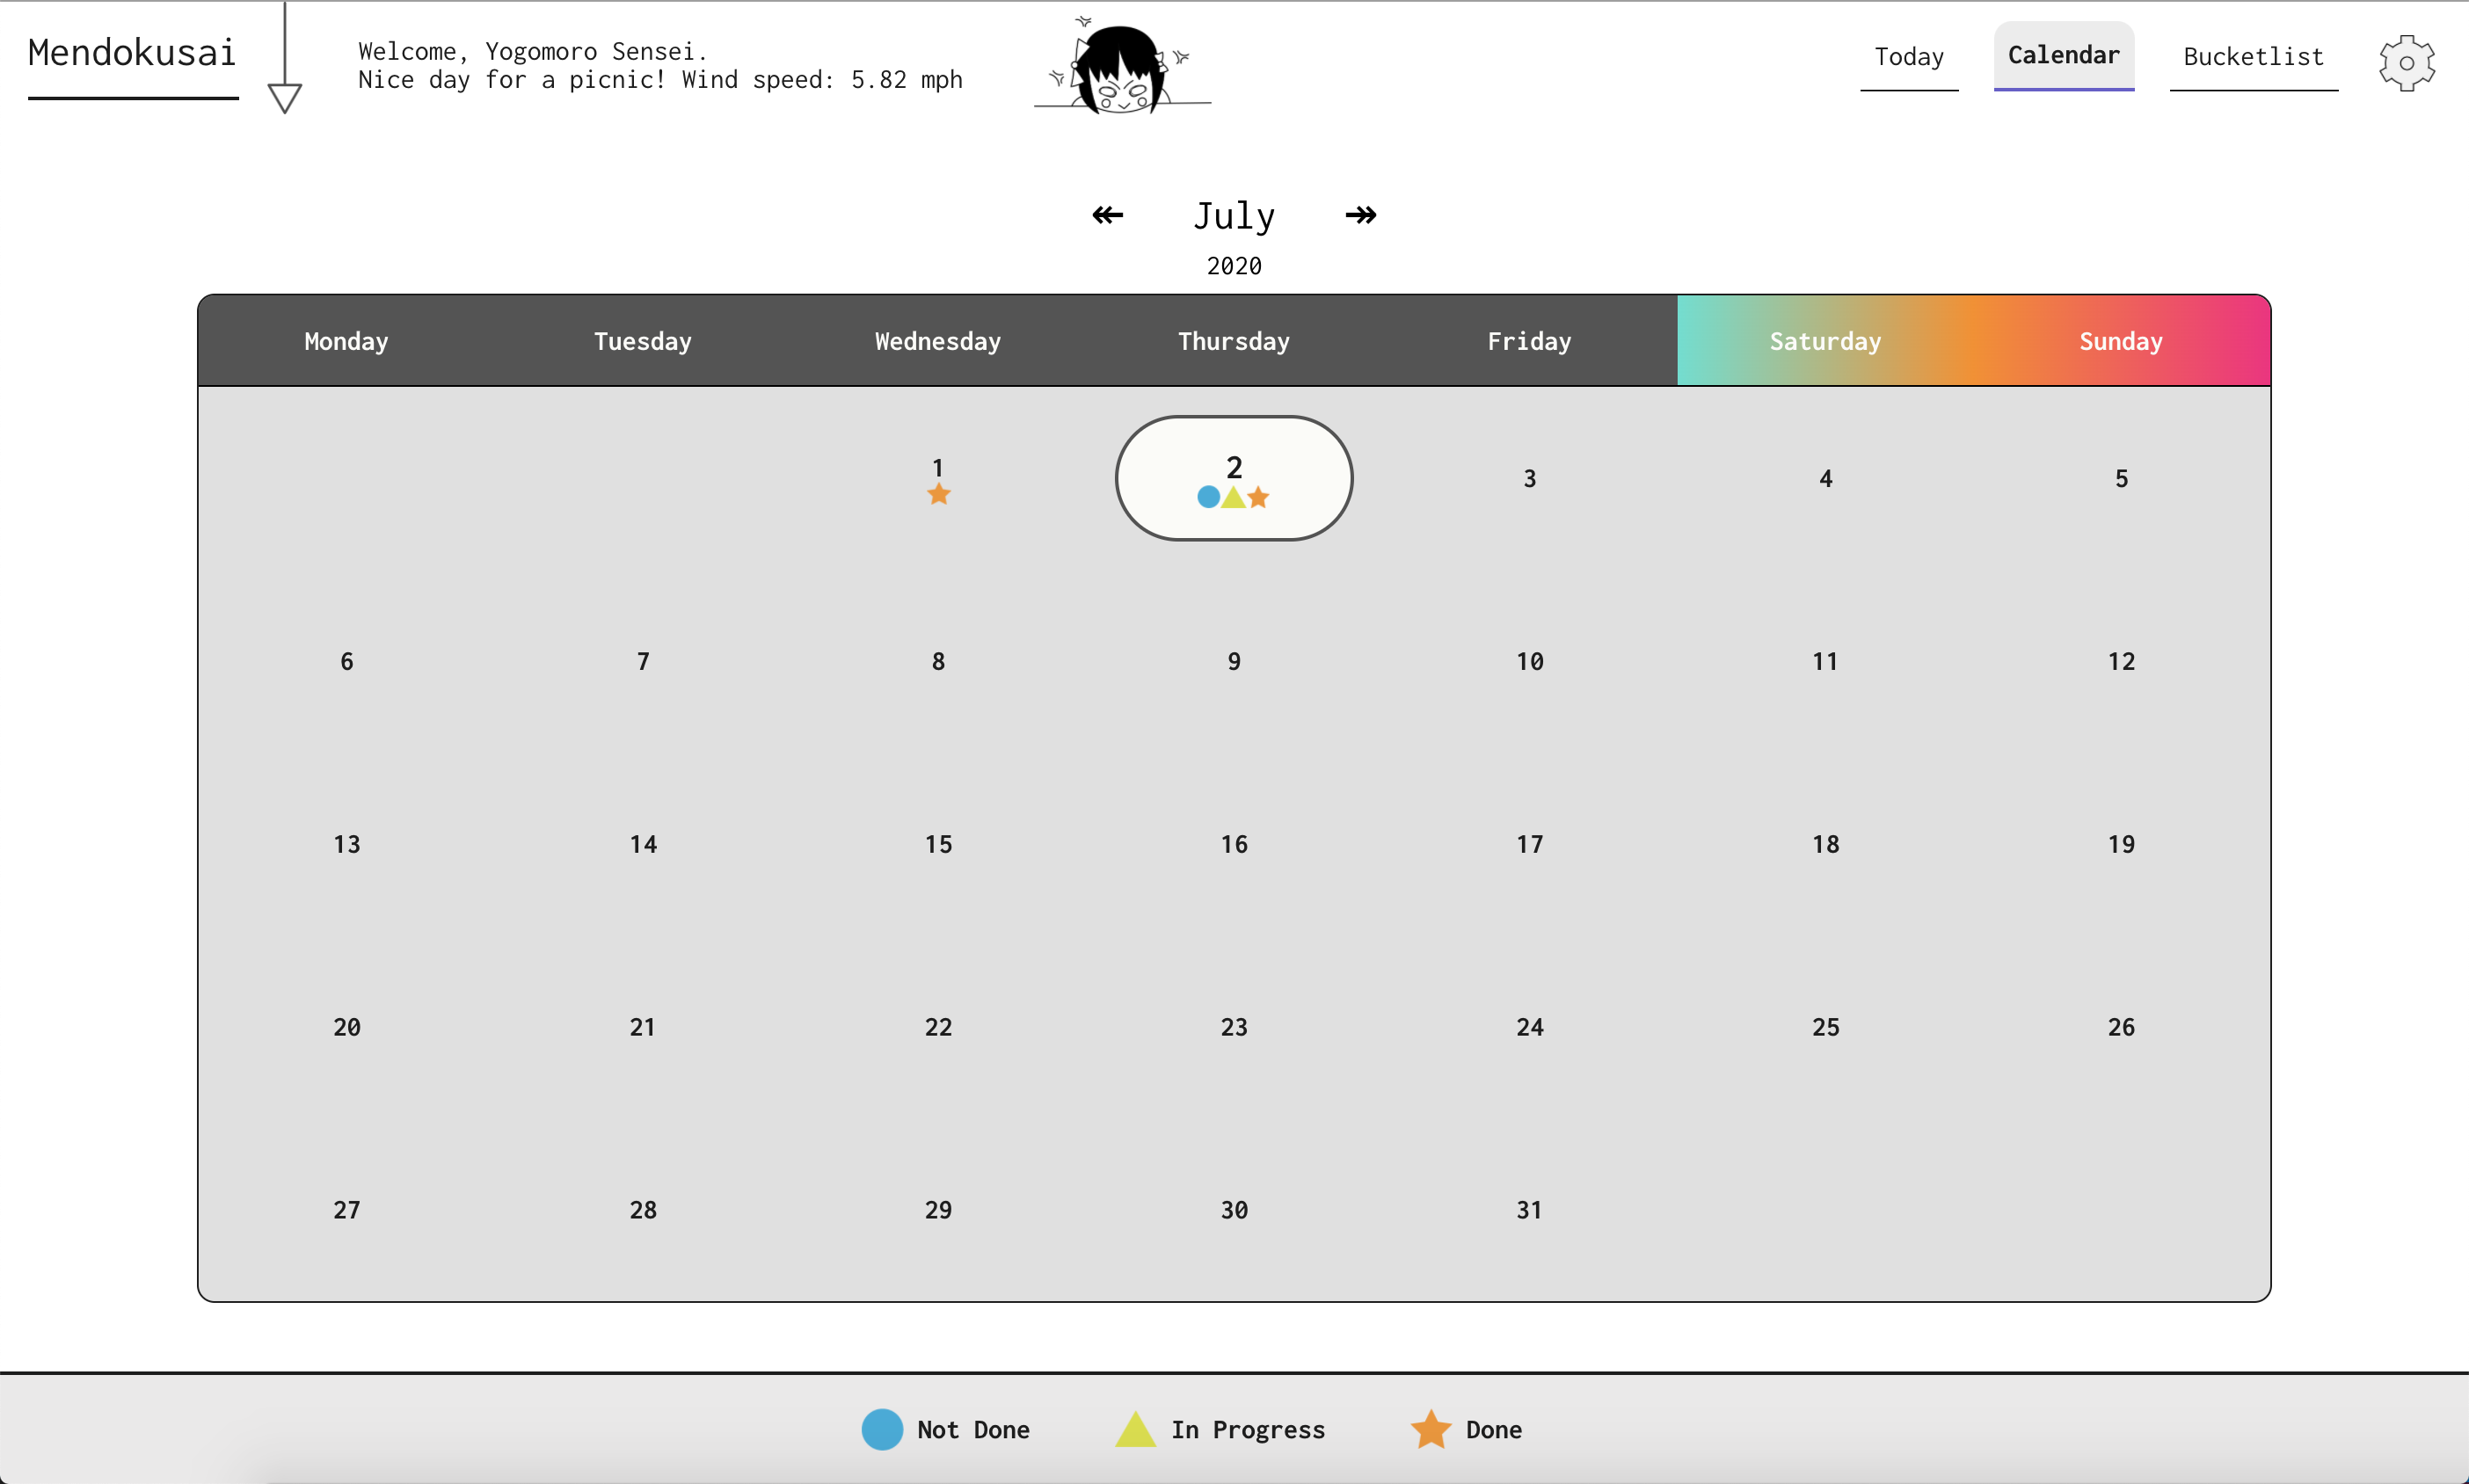 Mendokusai
Welcome, Yogomoro Sensei.
Nice day for a picnic! Wind speed: 5.82 mph
Today Calendar Bucketlist
July
2020
Monday Tuesday Wednesday Thursday Friday Saturday Sunday
1 2 3 4 5
6 7 8 9 10 11 12
13 14 15 16 17 18 19
20 21 22 23 24 25 26
27 28 29 30 31
Not Done In Progress Done